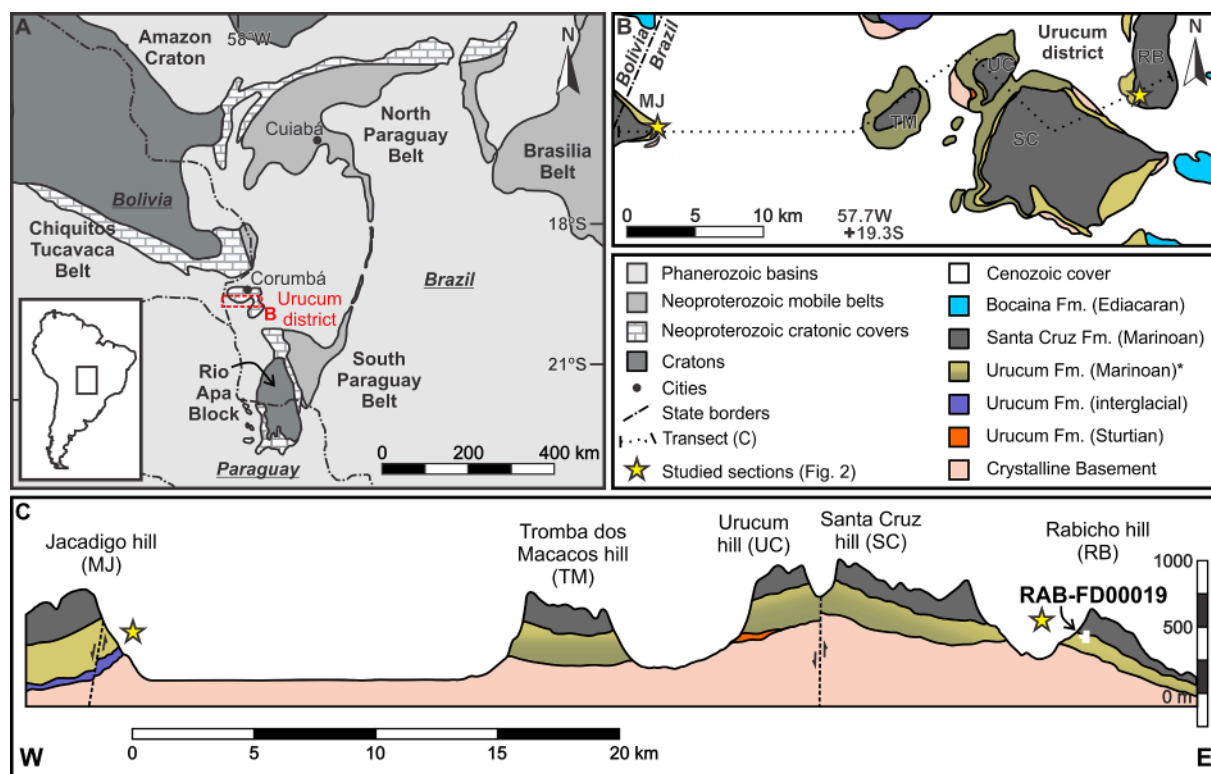 A
58°W
Amazon
Craton
N
Cuiabá
North
Paraguay
Belt
Brasilia
Belt
Bolivia
Chiquitos
Tucavaca
Belt
18°S
Corumbá
Brazil
B
Urucum
district
21°S
South
Paraguay
Belt
Rio
Apa
Block
Paraguay
0 200 400 km
B
Bolivia
Brazil
Urucum
district
N
MJ
TM
UC
SC
RB
0 5 10 km
57.7W
+19.3S
Phanerozoic basins
Neoproterozoic mobile belts
Neoproterozoic cratonic covers
Cratons
Cities
State borders
Transect (C)
Studied sections (Fig. 2)
Cenozoic cover
Bocaina Fm. (Ediacaran)
Santa Cruz Fm. (Marinoan)
Urucum Fm. (Marinoan)*
Urucum Fm. (interglacial)
Urucum Fm. (Sturtian)
Crystalline Basement
C
Jacadigo hill
(MJ)
Tromba dos
Macacos hill
(TM)
Urucum
hill (UC)
Santa Cruz
hill (SC)
Rabicho hill
(RB)
RAB-FD00019
1000
500
0 m
0 5 10 15 20 km
W
E